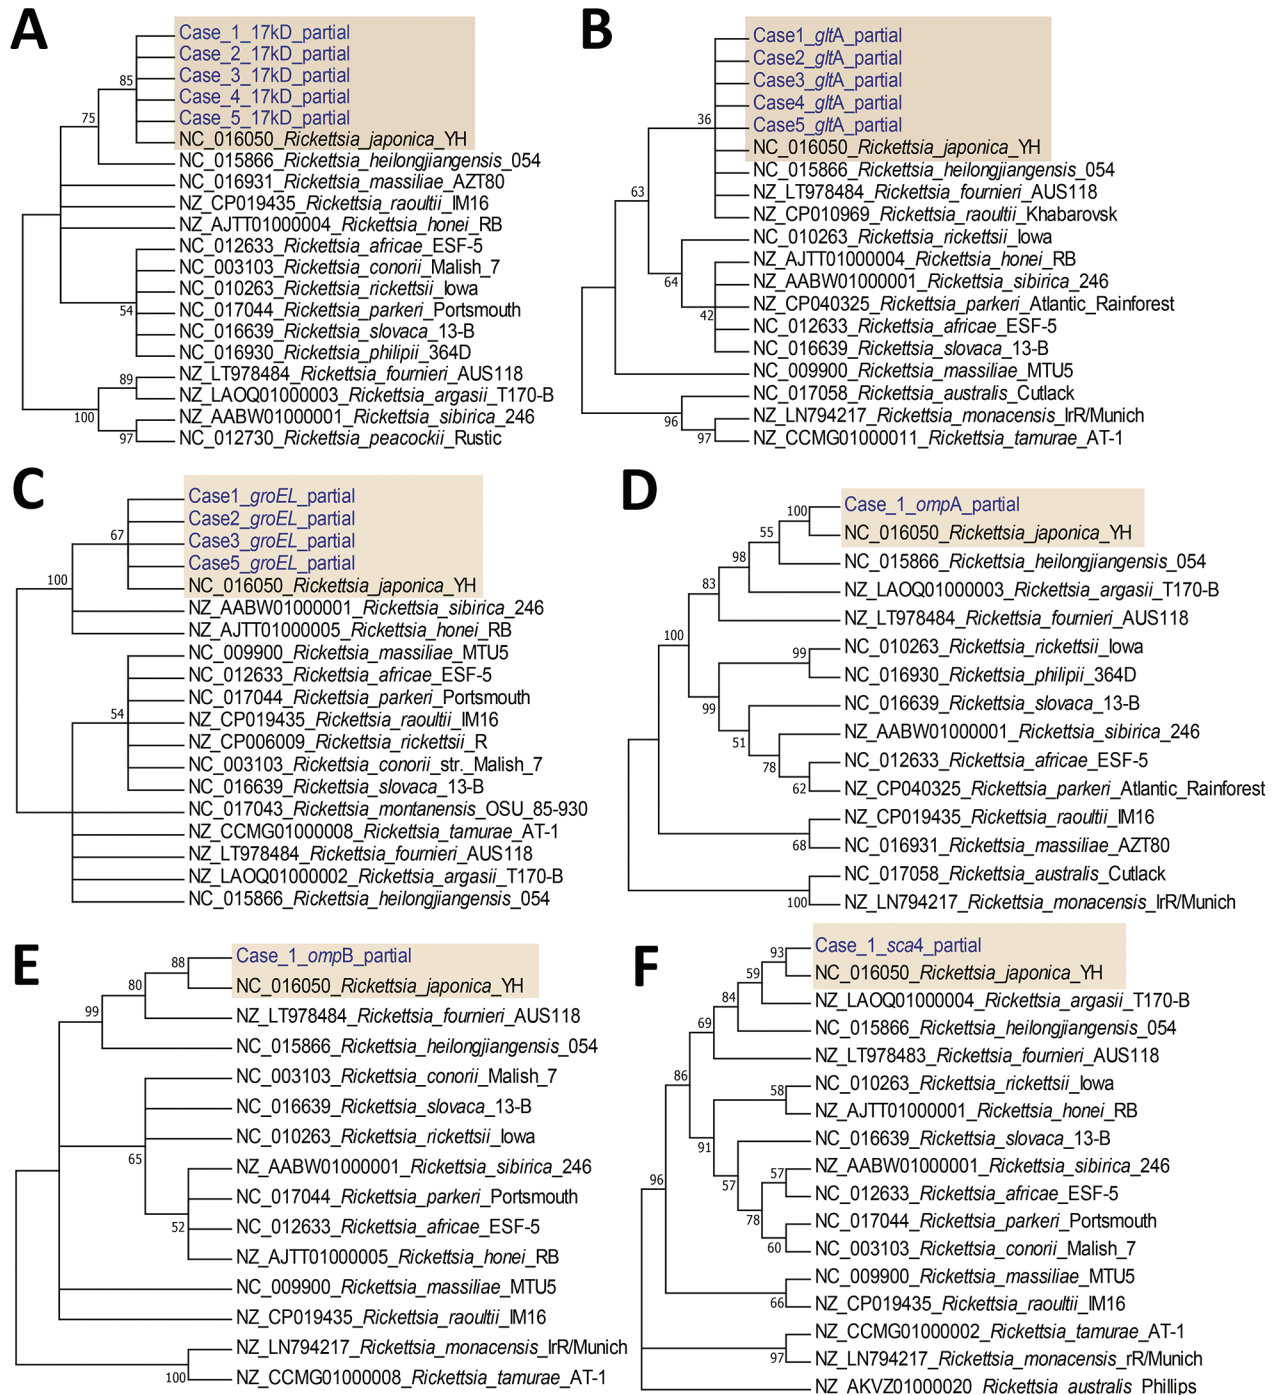 A
Case_1_17kD_partial
Case_2_17kD_partial
Case_3_17kD_partial
Case_4_17kD_partial
Case_5_17kD_partial
NC_016050_Rickettsia_japonica_YH
NC_015866_Rickettsia_heilongjiangensis_054
NC_016931_Rickettsia_massiliae_AZT80
NZ_CP019435_Rickettsia_raoultii_IM16
NZ_AJTT01000004_Rickettsia_honei_RB
NC_012633_Rickettsia_africae_ESF-5
NC_003103_Rickettsia_conorii_Malish_7
NC_010263_Rickettsia_rickettsii_Iowa
NC_017044_Rickettsia_parkeri_Portsmouth
NC_016639_Rickettsia_slovaca_13-B
NC_016930_Rickettsia_philipii_364D
NZ_LT978484_Rickettsia_fournieri_AUS118
NZ_LAOQ01000003_Rickettsia_argasii_T170-B
NZ_AABW01000001_Rickettsia_sibirica_246
NC_012730_Rickettsia_peacockii_Rustic
85
75
54
89
100
97
B
Case1_gltA_partial
Case2_gltA_partial
Case3_gltA_partial
Case4_gltA_partial
Case5_gltA_partial
NC_016050_Rickettsia_japonica_YH
NC_015866_Rickettsia_heilongjiangensis_054
NZ_LT978484_Rickettsia_fournieri_AUS118
NZ_CP010969_Rickettsia_raoultii_Khabarovsk
NC_010263_Rickettsia_rickettsii_Iowa
NZ_AJTT01000004_Rickettsia_honei_RB
NZ_AABW01000001_Rickettsia_sibirica_246
NZ_CP040325_Rickettsia_parkeri_Atlantic_Rainforest
NC_012633_Rickettsia_africae_ESF-5
NC_016639_Rickettsia_slovaca_13-B
NC_009900_Rickettsia_massiliae_MTU5
NC_017058_Rickettsia_australis_Cutlack
NZ_LN794217_Rickettsia_monacensis_IrR/Munich
NZ_CCMG01000011_Rickettsia_tamurae_AT-1
36
63
64
42
96
97
C
Case1_groEL_partial
Case2_groEL_partial
Case3_groEL_partial
Case5_groEL_partial
NC_016050_Rickettsia_japonica_YH
NZ_AABW01000001_Rickettsia_sibirica_246
NZ_AJTT01000005_Rickettsia_honei_RB
NC_009900_Rickettsia_massiliae_MTU5
NC_012633_Rickettsia_africae_ESF-5
NC_017044_Rickettsia_parkeri_Portsmouth
NZ_CP019435_Rickettsia_raoultii_IM16
NZ_CP006009_Rickettsia_rickettsii_R
NC_003103_Rickettsia_conorii_str._Malish_7
NC_016639_Rickettsia_slovaca_13-B
NC_017043_Rickettsia_montanensis_OSU_85-930
NZ_CCMG01000008_Rickettsia_tamurae_AT-1
NZ_LT978484_Rickettsia_fournieri_AUS118
NZ_LAOQ01000002_Rickettsia_argasii_T170-B
NC_015866_Rickettsia_heilongjiangensis_054
67
100
54
D
Case_1_ompA_partial
NC_016050_Rickettsia_japonica_YH
NC_015866_Rickettsia_heilongjiangensis_054
NZ_LAOQ01000003_Rickettsia_argasii_T170-B
NZ_LT978484_Rickettsia_fournieri_AUS118
NC_010263_Rickettsia_rickettsii_Iowa
NC_016930_Rickettsia_philipii_364D
NC_016639_Rickettsia_slovaca_13-B
NZ_AABW01000001_Rickettsia_sibirica_246
NC_012633_Rickettsia_africae_ESF-5
NZ_CP040325_Rickettsia_parkeri_Atlantic_Rainforest
NZ_CP019435_Rickettsia_raoultii_IM16
NC_016931_Rickettsia_massiliae_AZT80
NC_017058_Rickettsia_australis_Cutlack
NZ_LN794217_Rickettsia_monacensis_IrR/Munich
100
55
98
83
100
99
99
51
78
62
68
100
E
Case_1_ompB_partial
NC_016050_Rickettsia_japonica_YH
NZ_LT978484_Rickettsia_fournieri_AUS118
NC_015866_Rickettsia_heilongjiangensis_054
NC_003103_Rickettsia_conorii_Malish_7
NC_016639_Rickettsia_slovaca_13-B
NC_010263_Rickettsia_rickettsii_Iowa
NZ_AABW01000001_Rickettsia_sibirica_246
NC_017044_Rickettsia_parkeri_Portsmouth
NC_012633_Rickettsia_africae_ESF-5
NZ_AJTT01000005_Rickettsia_honei_RB
NC_009900_Rickettsia_massiliae_MTU5
NZ_CP019435_Rickettsia_raoultii_IM16
NZ_LN794217_Rickettsia_monacensis_IrR/Munich
NZ_CCMG01000008_Rickettsia_tamurae_AT-1
88
80
99
65
52
100
F
Case_1_sca4_partial
NC_016050_Rickettsia_japonica_YH
NZ_LAOQ01000004_Rickettsia_argasii_T170-B
NC_015866_Rickettsia_heilongjiangensis_054
NZ_LT978483_Rickettsia_fournieri_AUS118
NC_010263_Rickettsia_rickettsii_Iowa
NZ_AJTT01000001_Rickettsia_honei_RB
NC_016639_Rickettsia_slovaca_13-B
NZ_AABW01000001_Rickettsia_sibirica_246
NC_012633_Rickettsia_africae_ESF-5
NC_017044_Rickettsia_parkeri_Portsmouth
NC_003103_Rickettsia_conorii_Malish_7
NC_009900_Rickettsia_massiliae_MTU5
NZ_CP019435_Rickettsia_raoultii_IM16
NZ_CCMG01000002_Rickettsia_tamurae_AT-1
NZ_LN794217_Rickettsia_monacensis_rR/Munich
NZ_AKVZ01000020_Rickettsia_australis_Phillips
93
59
84
69
86
58
91
57
57
78
60
96
66
97